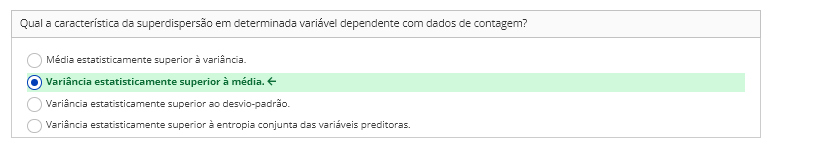 Qual a característica da superdispersão em determinada variável dependente com dados de contagem?
Média estatisticamente superior à variância.
Variância estatisticamente superior à média. ←
Variância estatisticamente superior ao desvio-padrão.
Variância estatisticamente superior à entropia conjunta das variáveis preditoras.